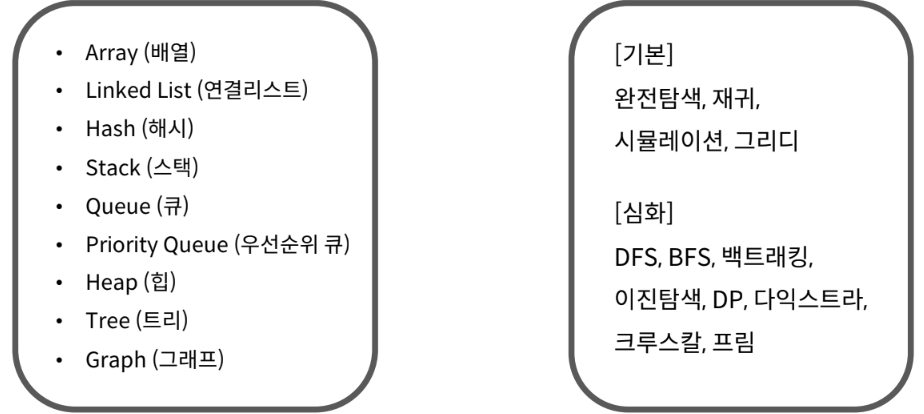 • Array (배열)
• Linked List (연결리스트)
• Hash (해시)
• Stack (스택)
• Queue (큐)
• Priority Queue (우선순위 큐)
• Heap (힙)
• Tree (트리)
• Graph (그래프)
[기본]
완전탐색, 재귀,
시뮬레이션, 그리디
[심화]
DFS, BFS, 백트래킹,
이진탐색, DP, 다익스트라,
크루스칼, 프림